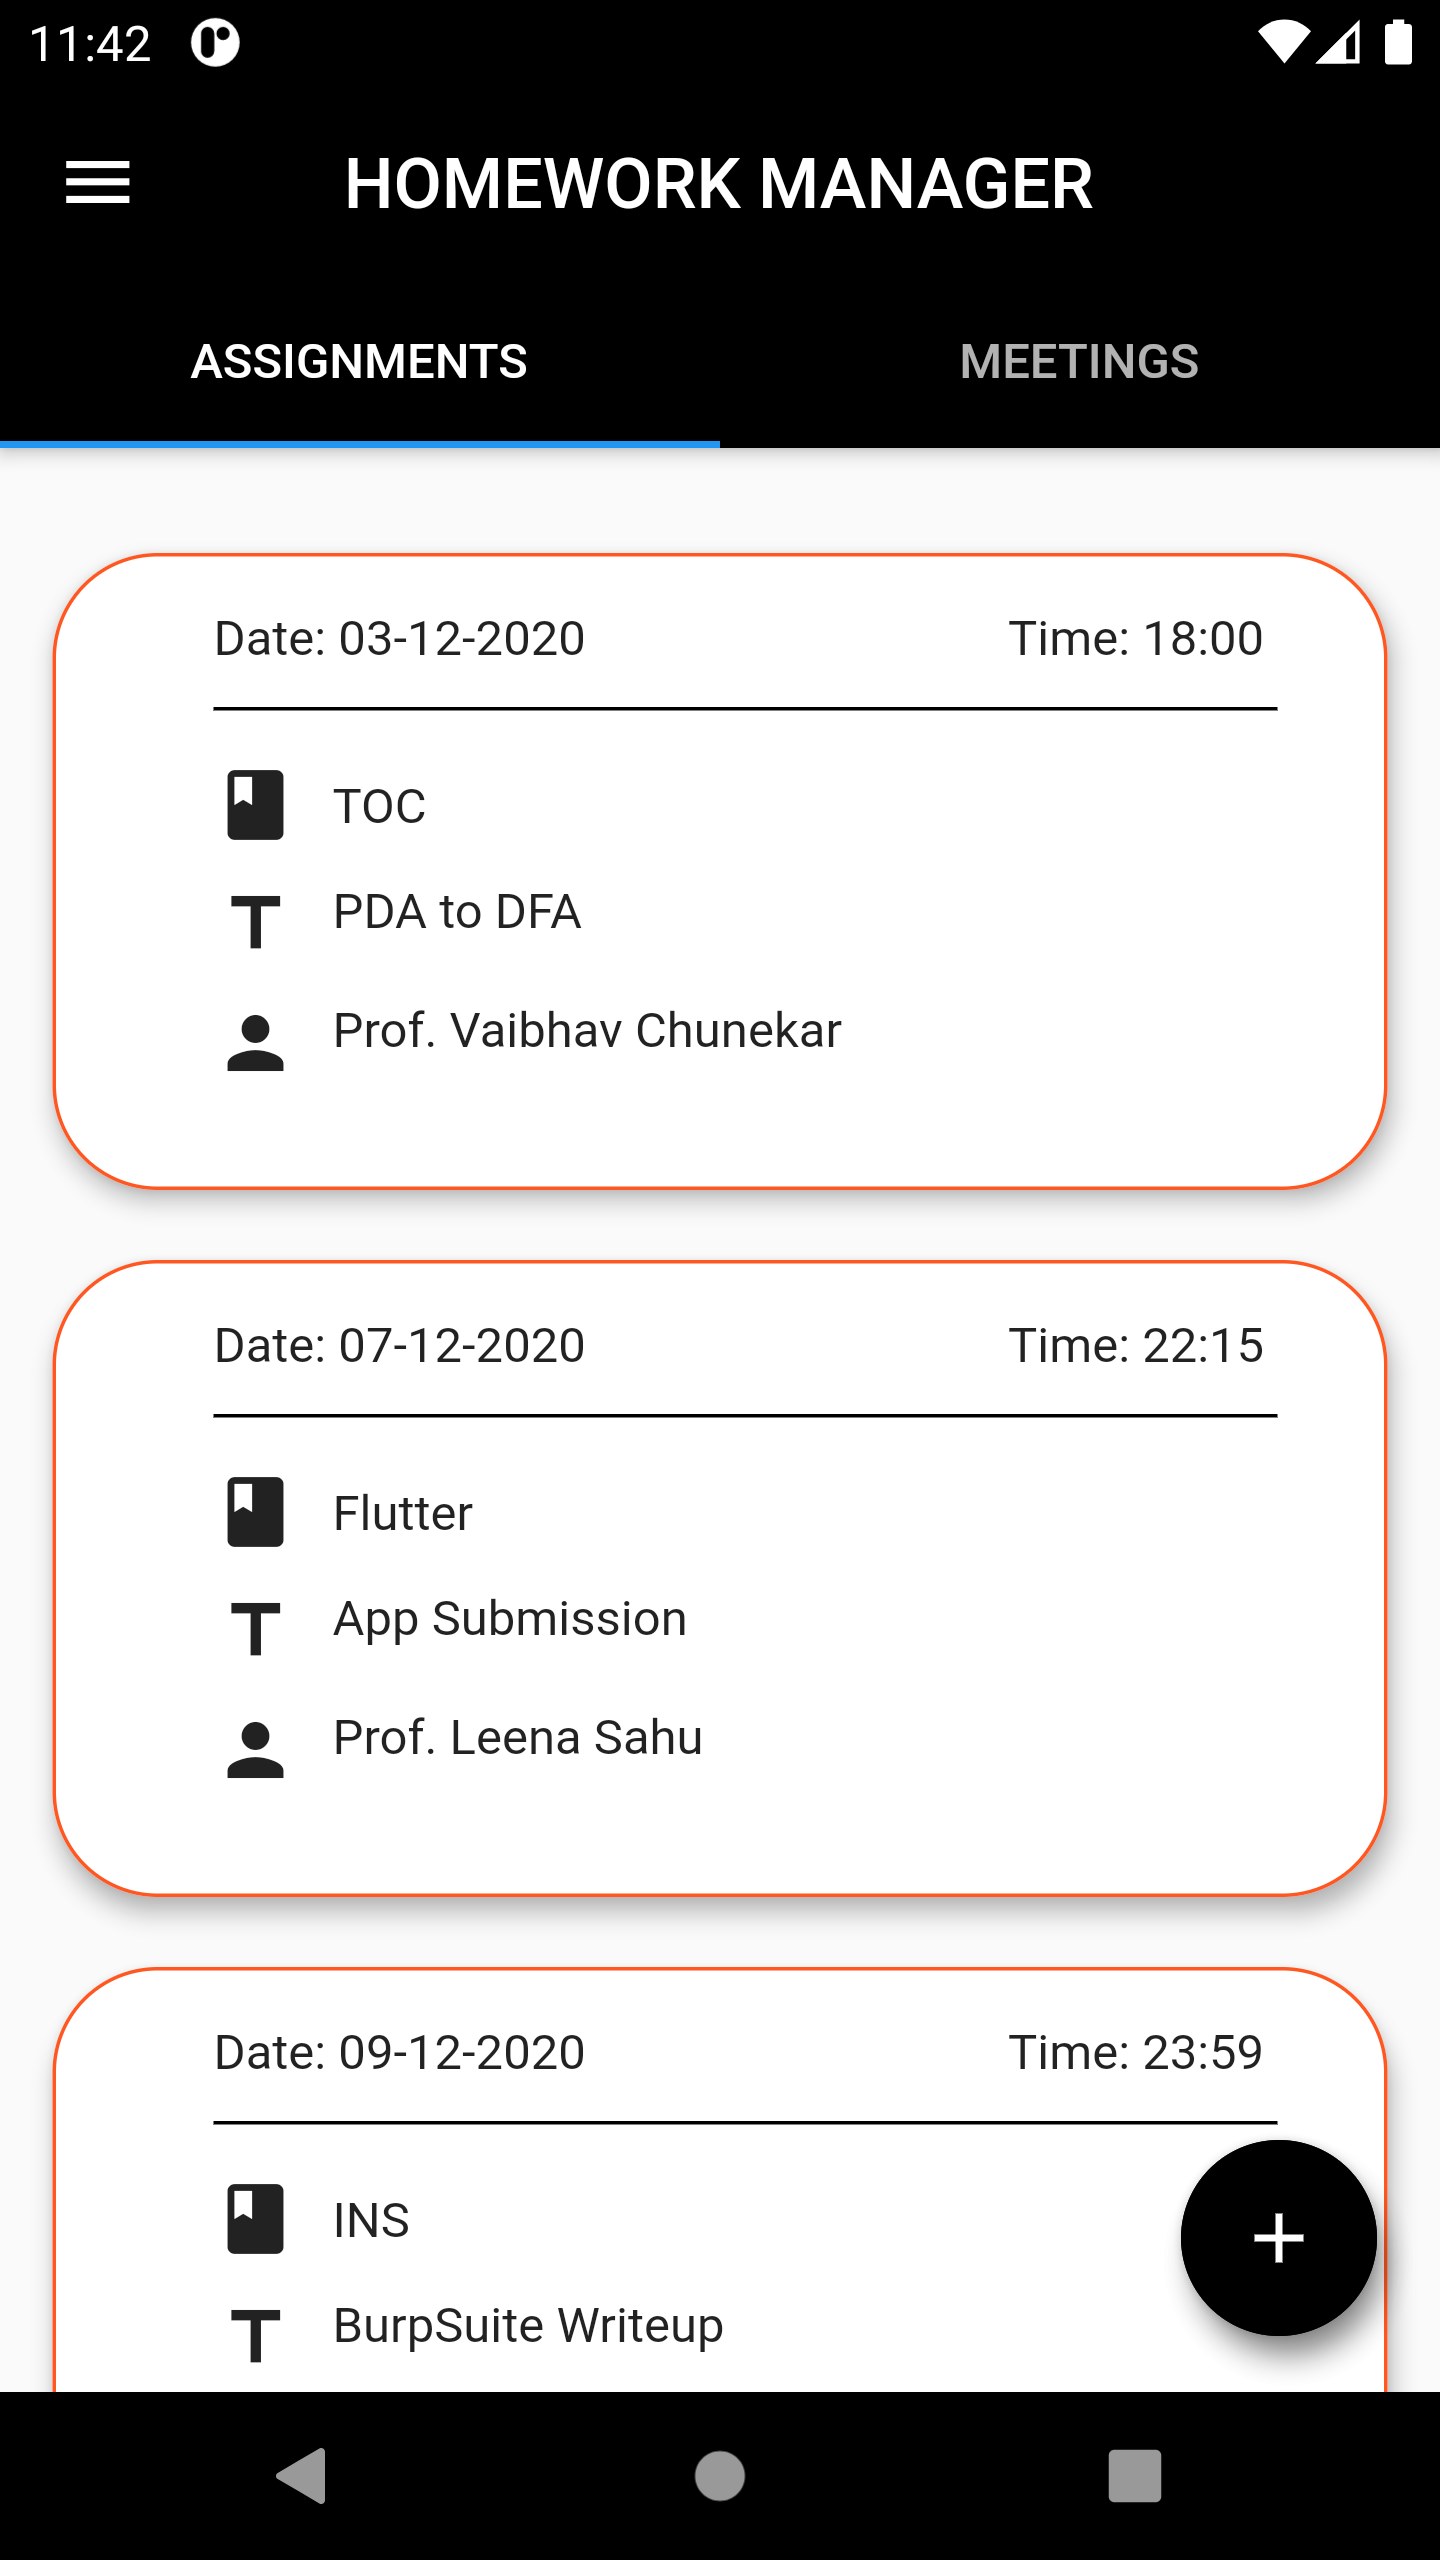 11:42
HOMEWORK MANAGER
ASSIGNMENTS MEETINGS
Date: 03-12-2020 Time: 18:00
TOC
PDA to DFA
Prof. Vaibhav Chunekar
Date: 07-12-2020 Time: 22:15
Flutter
App Submission
Prof. Leena Sahu
Date: 09-12-2020 Time: 23:59
INS
BurpSuite Writeup